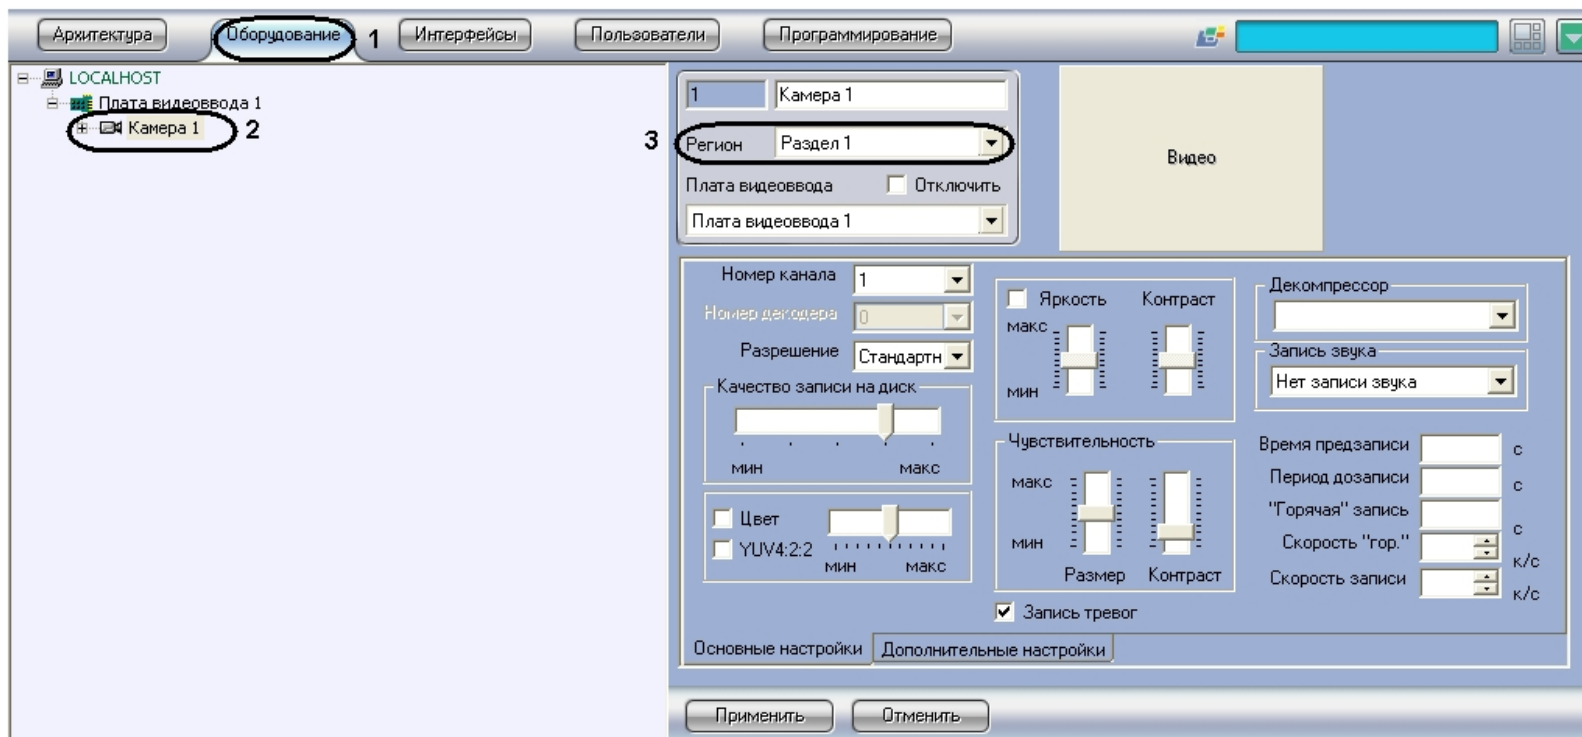 Архитектура
Оборудование
1
Интерфейсы
Пользователи
Программирование
LOCALHOST
Плата видеоввода 1
Камера 1
2
1
Камера 1
3
Регион
Раздел 1
Плата видеоввода
Отключить
Плата видеоввода 1
Видео
Номер канала
1
Номер декодера
0
Разрешение
Стандартн
Качество записи на диск
мин
макс
Цвет
YUV4:2:2
мин
макс
Яркость
Контраст
макс
мин
Чувствительность
макс
мин
Размер
Контраст
Запись тревог
Декомпрессор
Запись звука
Нет записи звука
Время предзаписи
с
Период дозаписи
с
"Горячая" запись
с
Скорость "гор."
к/с
Скорость записи
к/с
Основные настройки
Дополнительные настройки
Применить
Отменить